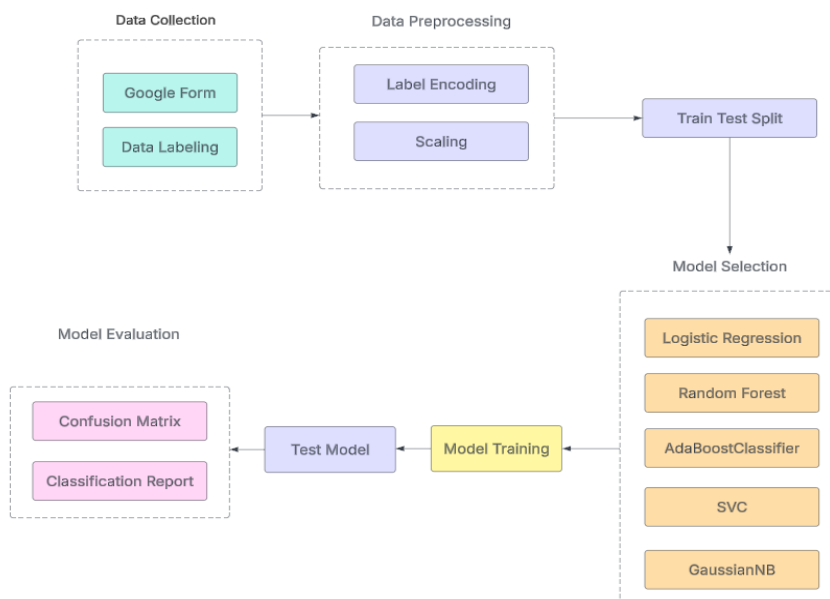 Data Collection
Google Form
Data Labeling
Data Preprocessing
Label Encoding
Scaling
Train Test Split
Model Selection
Logistic Regression
Random Forest
AdaBoostClassifier
SVC
GaussianNB
Model Training
Test Model
Model Evaluation
Confusion Matrix
Classification Report